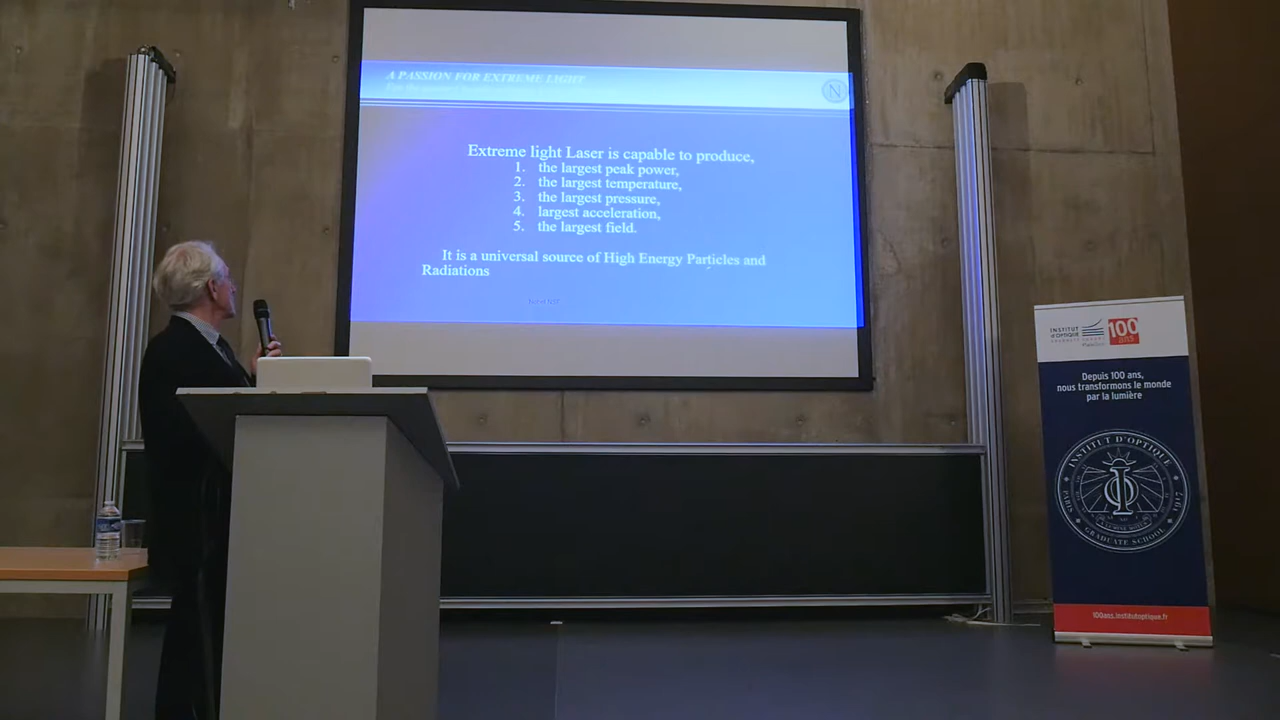 A PASSION FOR EXTREME LIGHT
N
Extreme light Laser is capable to produce,
1. the largest peak power,
2. the largest temperature,
3. the largest pressure,
4. largest acceleration,
5. the largest field.
It is a universal source of High Energy Particles and
Radiations
INSTITUT
d'OPTIQUE
100
ans
Depuis 100 ans,
nous transformons le monde
par la lumière
INSTITUT D'OPTIQUE
PARIS
1917
GRADUATE SCHOOL
100ans.institutoptique.fr